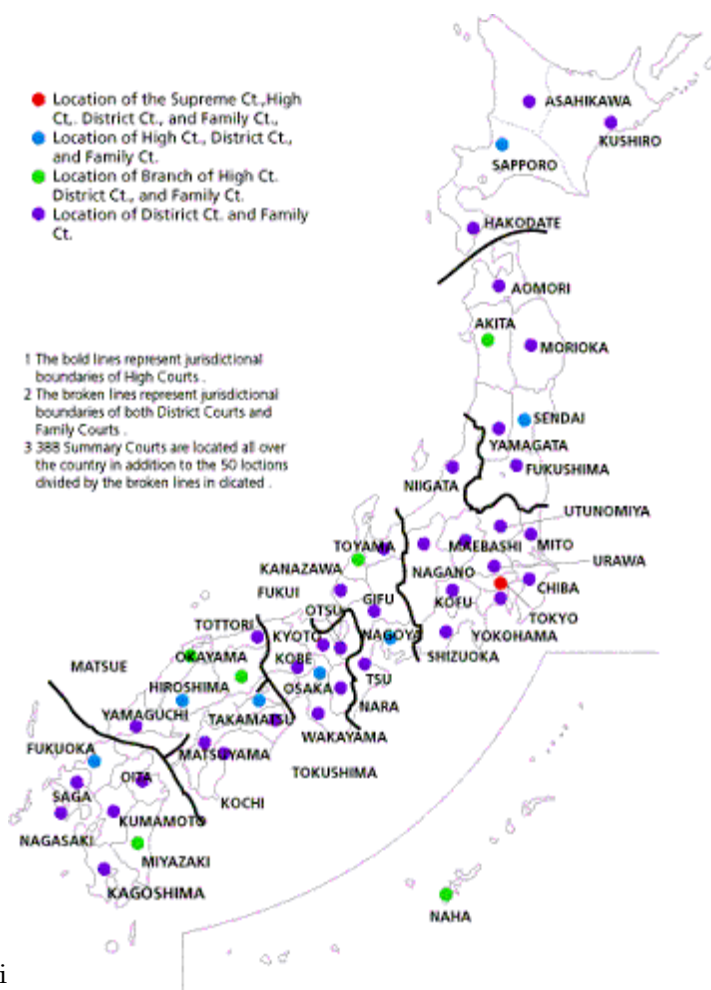 Location of the Supreme Ct.,High
Ct,. District Ct., and Family Ct.,
Location of High Ct., District Ct.,
and Family Ct.
Location of Branch of High Ct.
District Ct., and Family Ct.
Location of Distirict Ct. and Family
Ct.
1 The bold lines represent jurisdictional
boundaries of High Courts .
2 The broken lines represent jurisdictional
boundaries of both District Courts and
Family Courts .
3 388 Summary Courts are located all over
the country in addition to the 50 loctions
divided by the broken lines in dicated .
ASAHIKAWA
KUSHIRO
SAPPORO
HAKODATE
AOMORI
AKITA
MORIOKA
SENDAI
YAMAGATA
FUKUSHIMA
NIIGATA
UTUNOMIYA
TOYAMA
MAEBASHI
MITO
KANAZAWA
NAGANO
URAWA
FUKUI
GIFU
KOFU
CHIBA
OTSU
TOKYO
TOTTORI
KYOTO
NAGOYA
YOKOHAMA
OKAYAMA
KOBE
SHIZUOKA
MATSUE
TSU
HIROSHIMA
OSAKA
NARA
YAMAGUCHI
TAKAMATSU
WAKAYAMA
FUKUOKA
MATSUYAMA
TOKUSHIMA
OITA
SAGA
KOCHI
KUMAMOTO
NAGASAKI
MIYAZAKI
KAGOSHIMA
NAHA
i